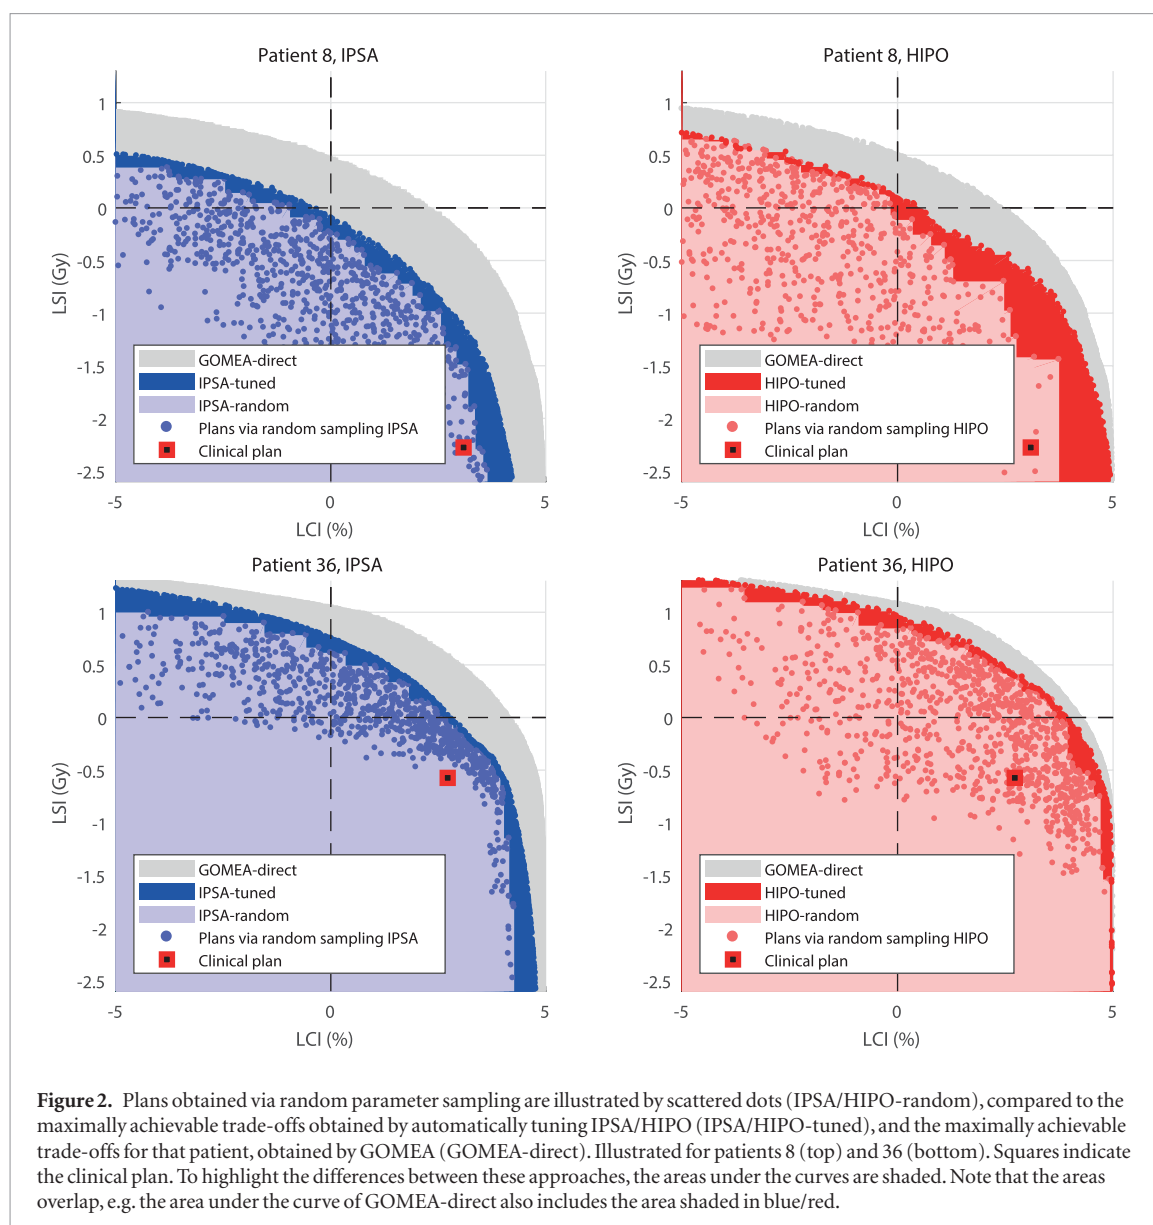 Patient 8, IPSA
1
0.5
0
-0.5
-1
-1.5
-2
-2.5
LSI (Gy)
GOMEA-direct
IPSA-tuned
IPSA-random
Plans via random sampling IPSA
Clinical plan
-5
0
5
LCI (%)
Patient 8, HIPO
1
0.5
0
-0.5
-1
-1.5
-2
-2.5
LSI (Gy)
GOMEA-direct
HIPO-tuned
HIPO-random
Plans via random sampling HIPO
Clinical plan
-5
0
5
LCI (%)
Patient 36, IPSA
1
0.5
0
-0.5
-1
-1.5
-2
-2.5
LSI (Gy)
GOMEA-direct
IPSA-tuned
IPSA-random
Plans via random sampling IPSA
Clinical plan
-5
0
5
LCI (%)
Patient 36, HIPO
1
0.5
0
-0.5
-1
-1.5
-2
-2.5
LSI (Gy)
GOMEA-direct
HIPO-tuned
HIPO-random
Plans via random sampling HIPO
Clinical plan
-5
0
5
LCI (%)
Figure 2. Plans obtained via random parameter sampling are illustrated by scattered dots (IPSA/HIPO-random), compared to the
maximally achievable trade-offs obtained by automatically tuning IPSA/HIPO (IPSA/HIPO-tuned), and the maximally achievable
trade-offs for that patient, obtained by GOMEA (GOMEA-direct). Illustrated for patients 8 (top) and 36 (bottom). Squares indicate
the clinical plan. To highlight the differences between these approaches, the areas under the curves are shaded. Note that the areas
overlap, e.g. the area under the curve of GOMEA-direct also includes the area shaded in blue/red.